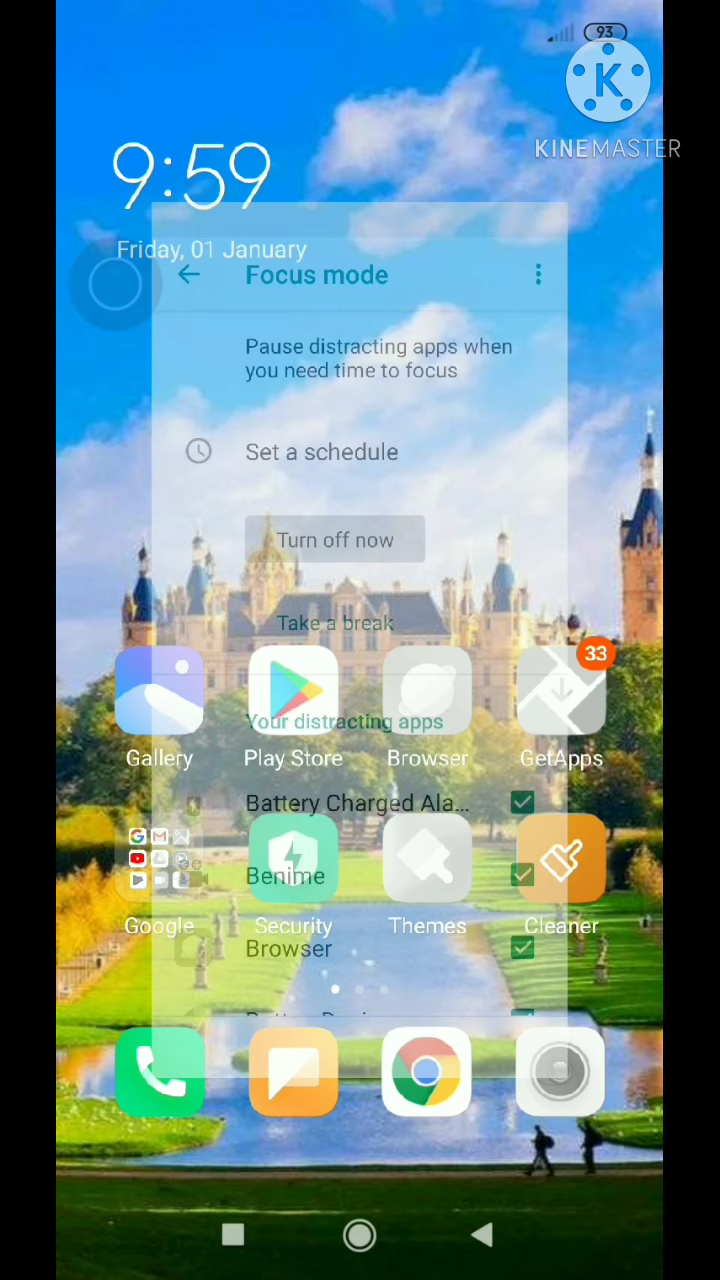 93
K
KINEMASTER
9:59
Friday, 01 January
Focus mode
Pause distracting apps when
you need time to focus
Set a schedule
Turn off now
Take a break
33
Your distracting apps
Gallery Play Store Browser GetApps
Battery Charged Ala...
Benime
Google Security Themes Cleaner
Browser